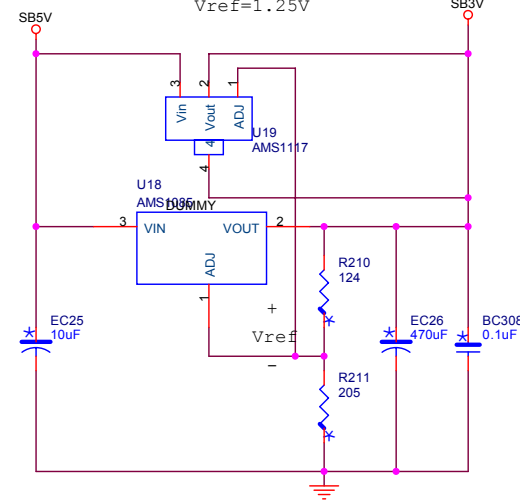 Vref=1.25V
SB5V
SB3V
3
2
1
Vin
Vout
ADJ
4
4
U19
AMS1117
U18
AMS1085
DUMMY
3
VIN
VOUT
2
ADJ
1
R210
124
+
Vref
−
EC25
10uF
EC26
470uF
BC308
0.1uF
R211
205